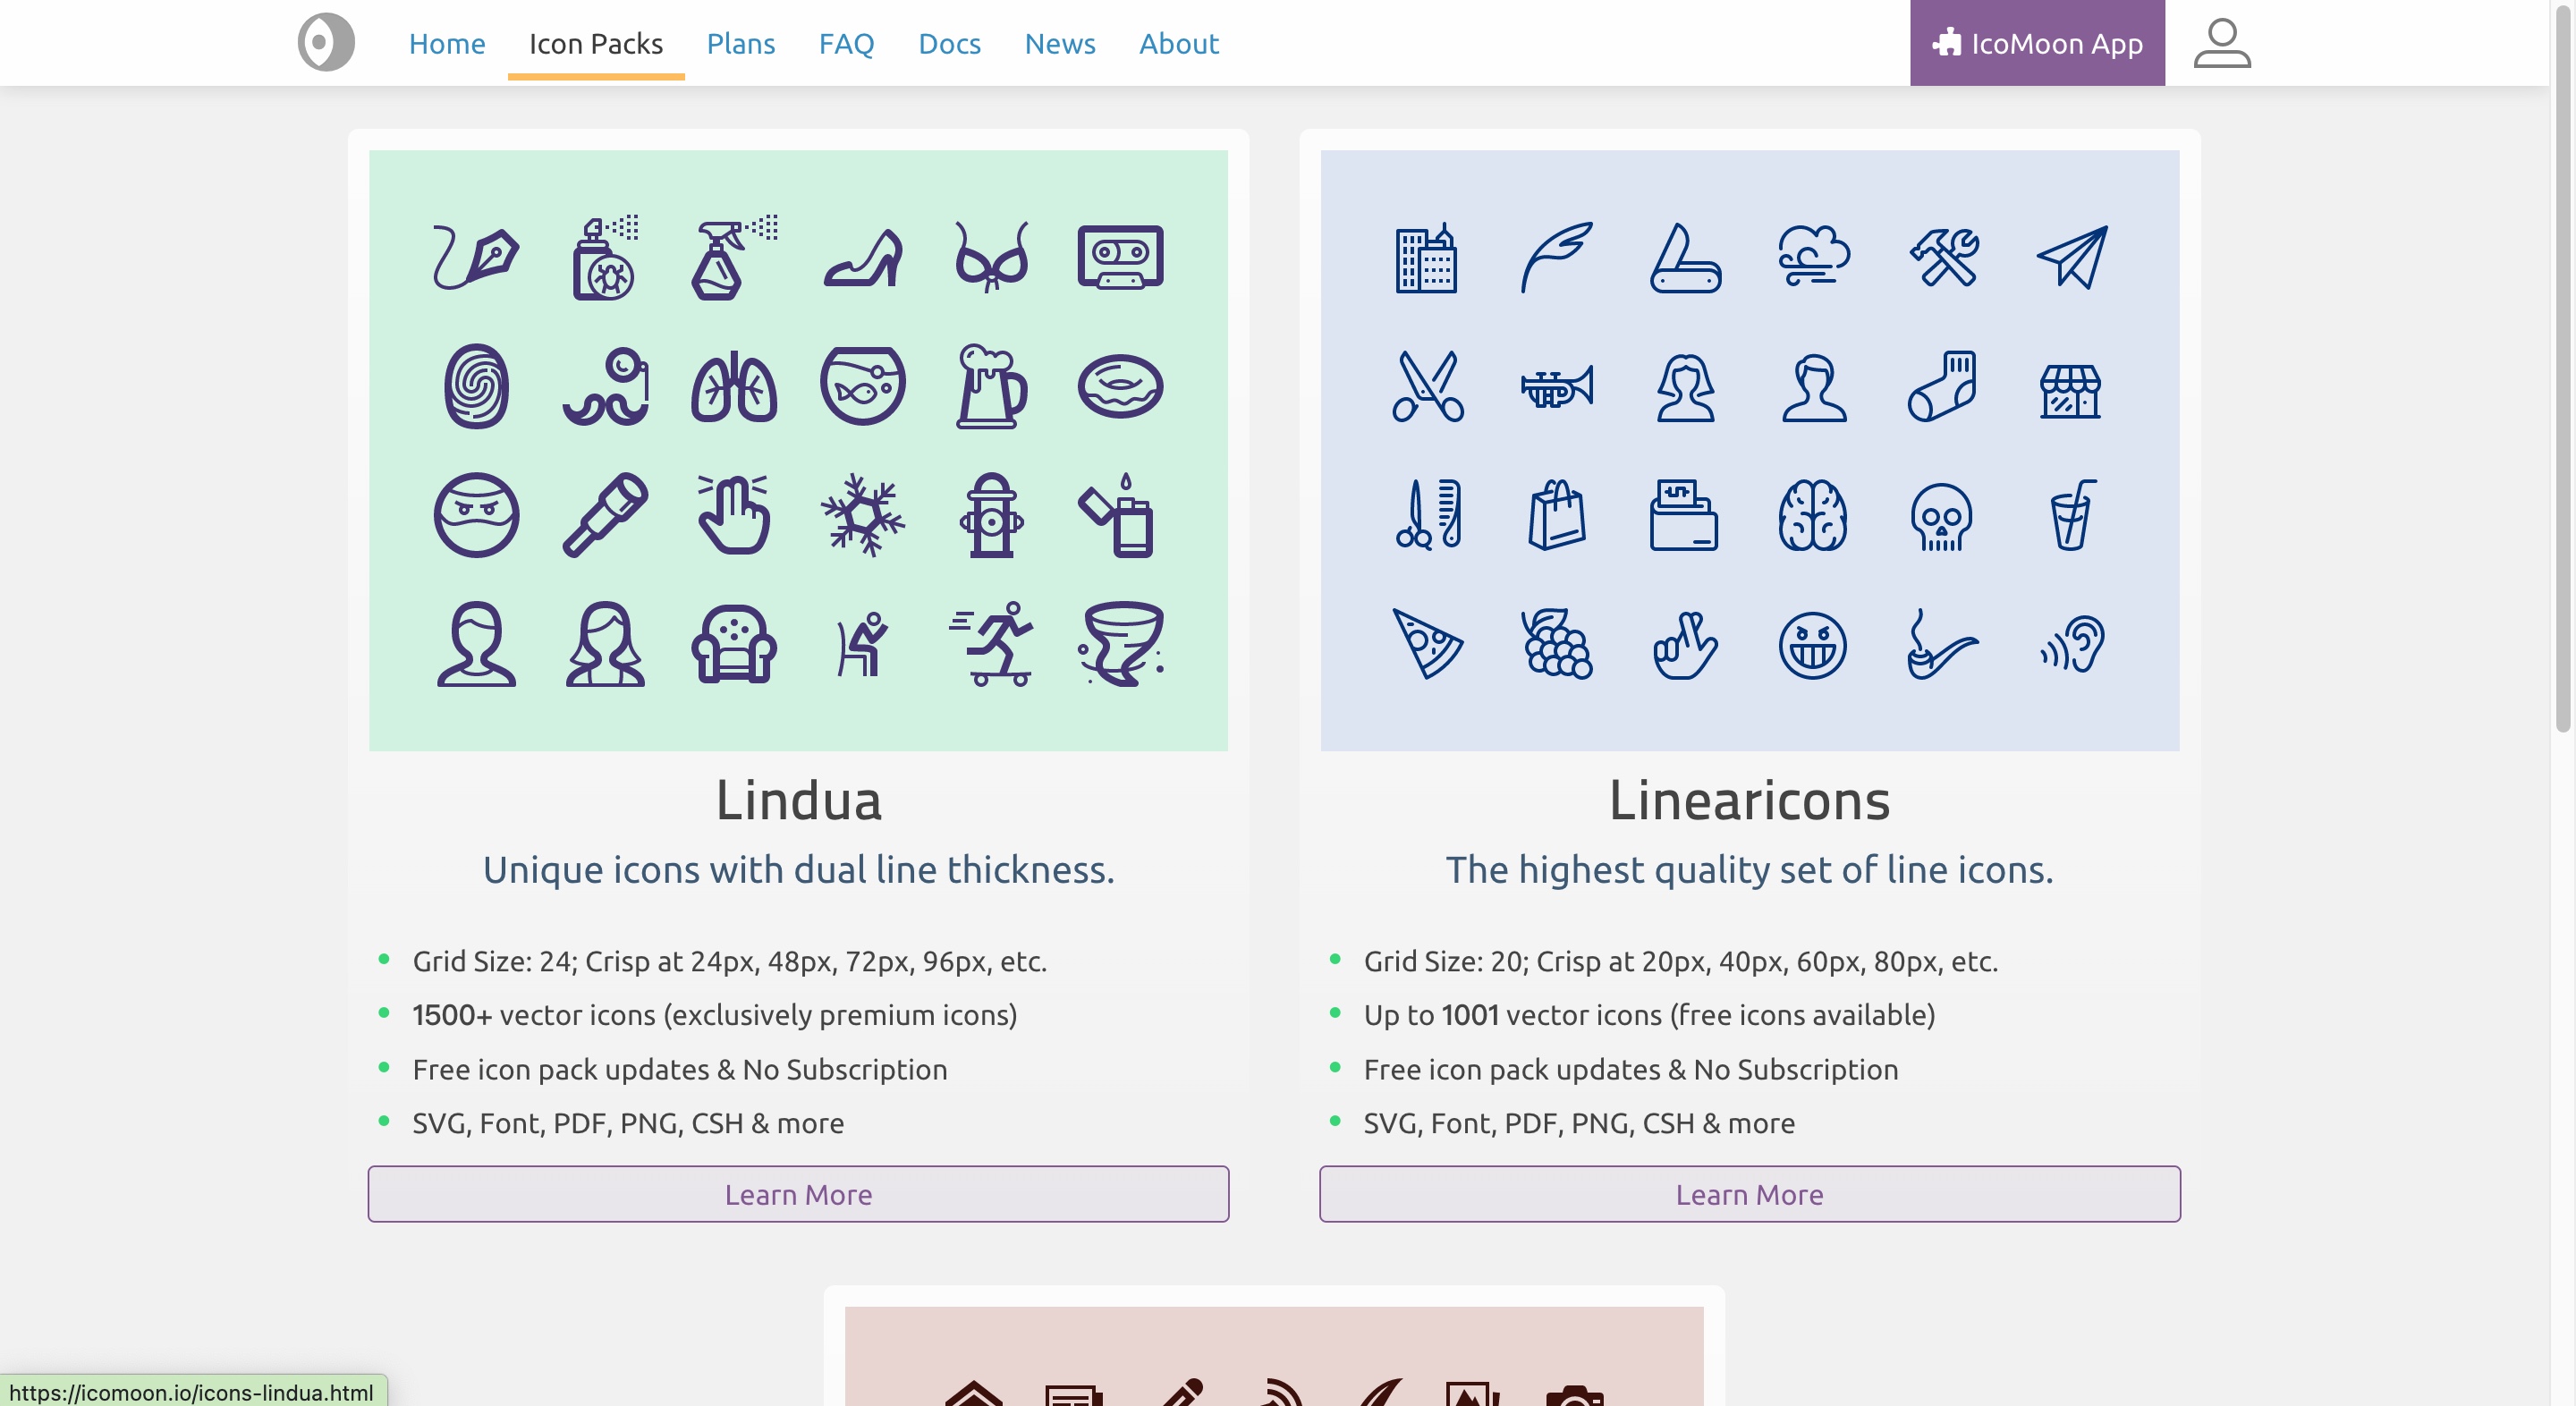 Home
Icon Packs
Plans
FAQ
Docs
News
About
IcoMoon App
Lindua
Unique icons with dual line thickness.
Grid Size: 24; Crisp at 24px, 48px, 72px, 96px, etc.
1500+ vector icons (exclusively premium icons)
Free icon pack updates & No Subscription
SVG, Font, PDF, PNG, CSH & more
Learn More
Linearicons
The highest quality set of line icons.
Grid Size: 20; Crisp at 20px, 40px, 60px, 80px, etc.
Up to 1001 vector icons (free icons available)
Free icon pack updates & No Subscription
SVG, Font, PDF, PNG, CSH & more
Learn More
https://icomoon.io/icons-lindua.html